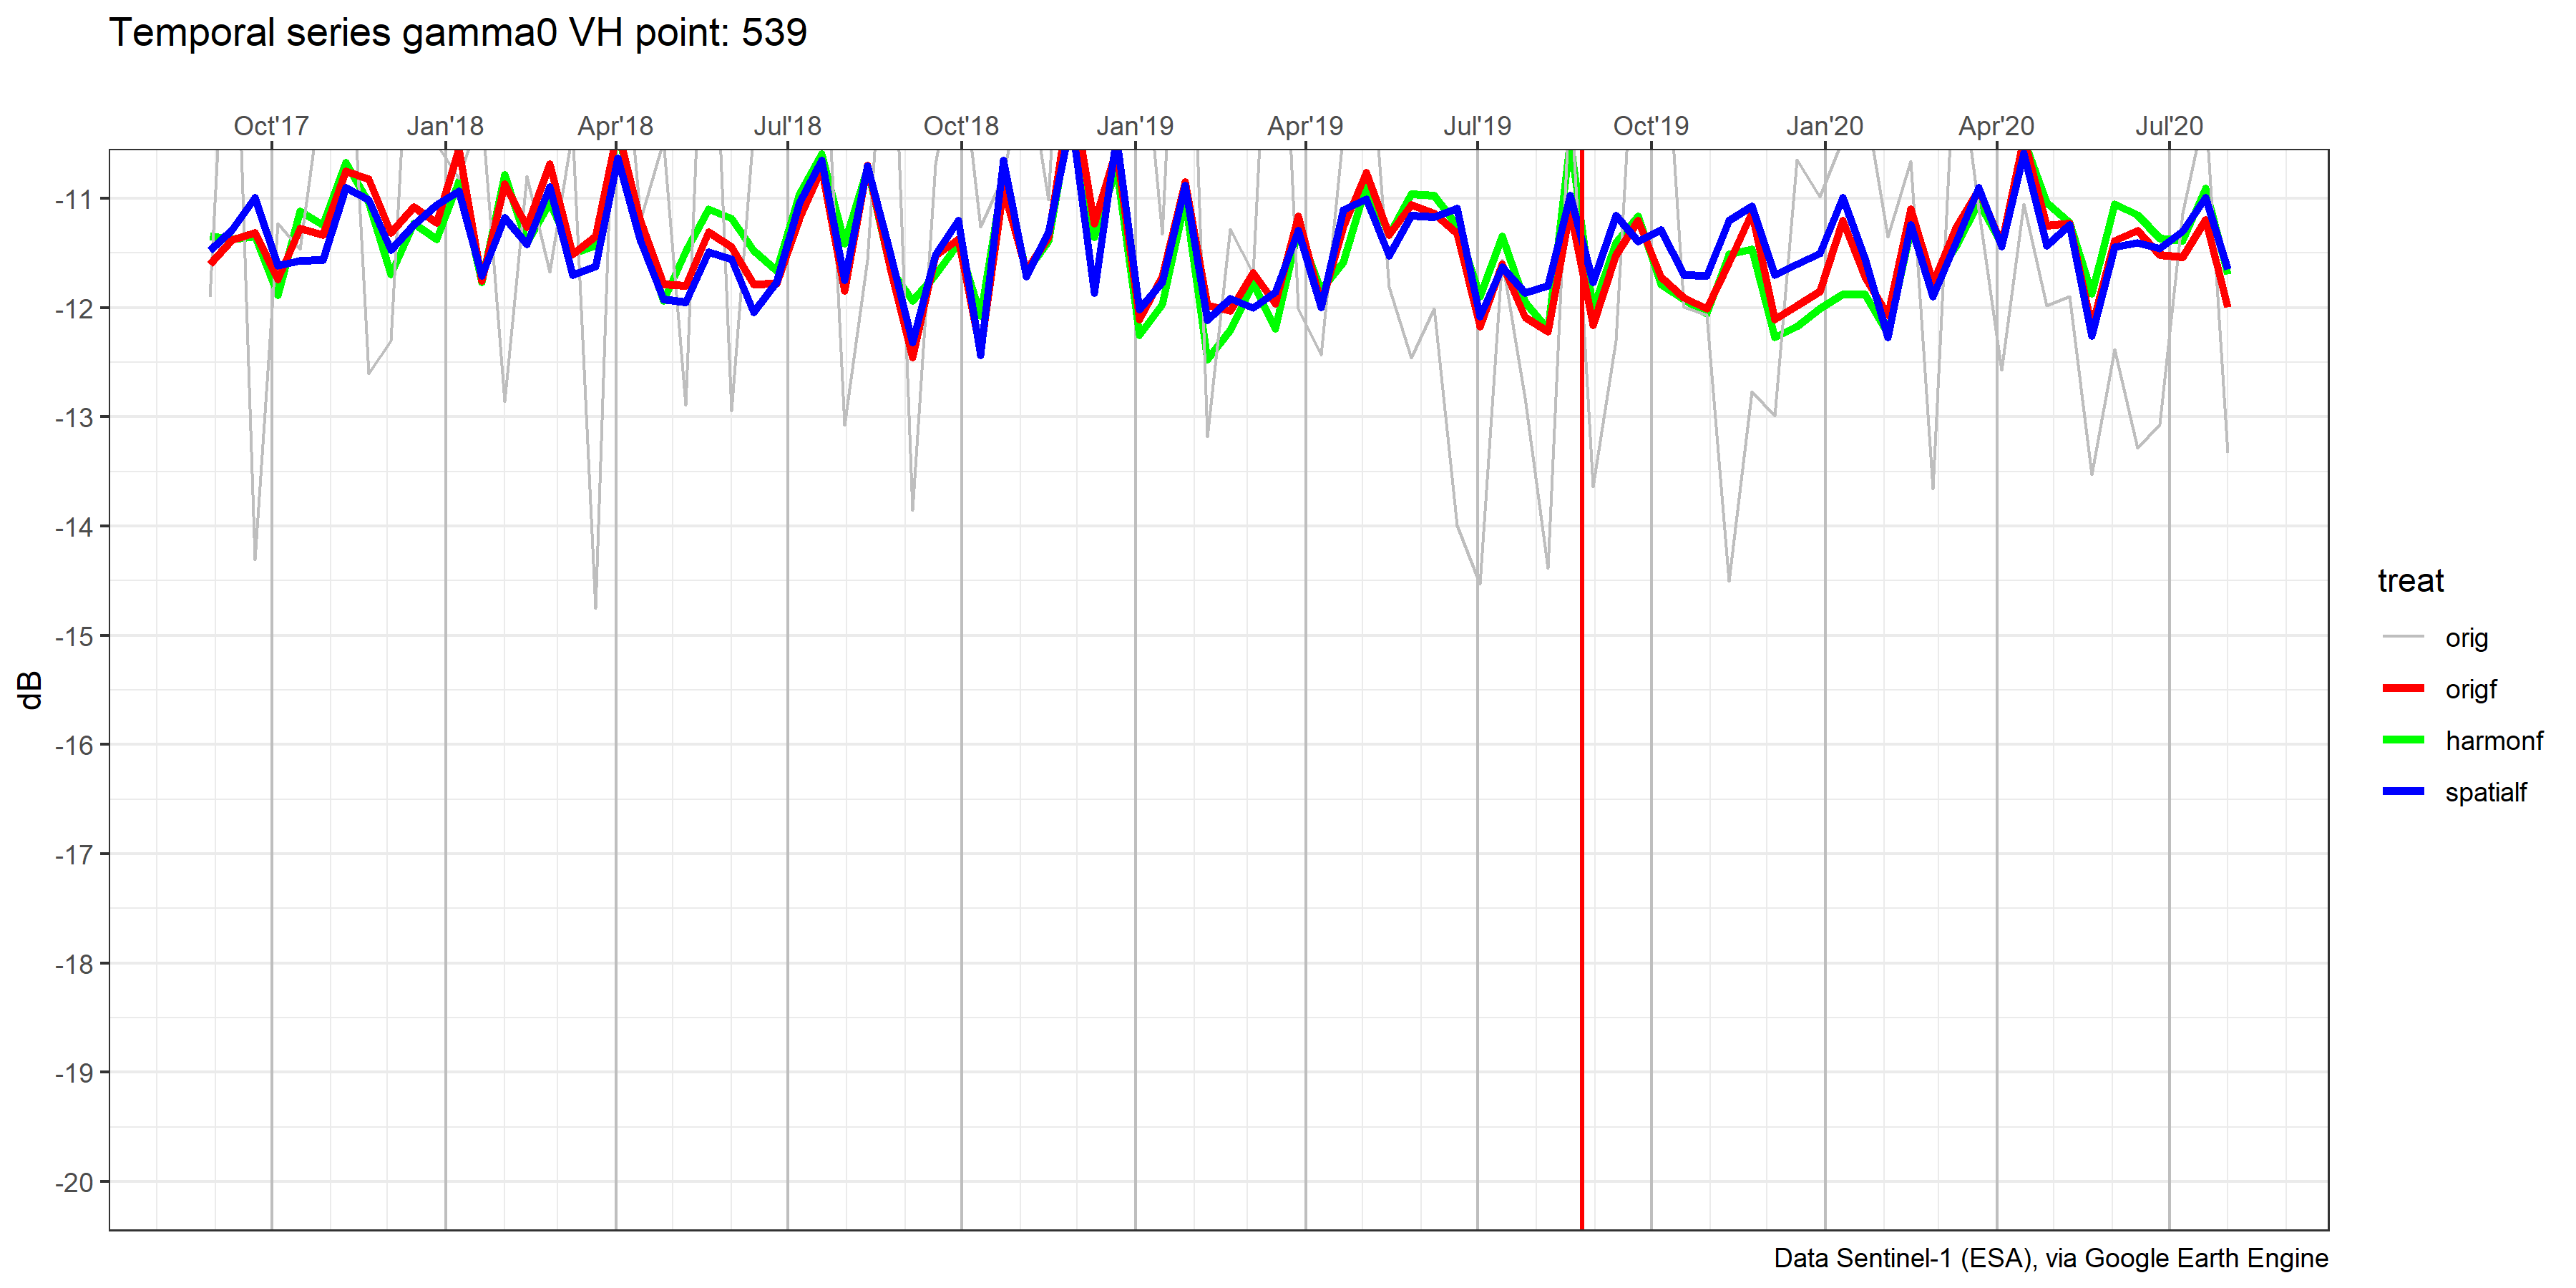 Temporal series gamma0 VH point: 539
Oct'17 Jan'18 Apr'18 Jul'18 Oct'18 Jan'19 Apr'19 Jul'19 Oct'19 Jan'20 Apr'20 Jul'20
-11
-12
-13
-14
-15
-16
-17
-18
-19
-20
dB
treat
orig
origf
harmonf
spatialf
Data Sentinel-1 (ESA), via Google Earth Engine